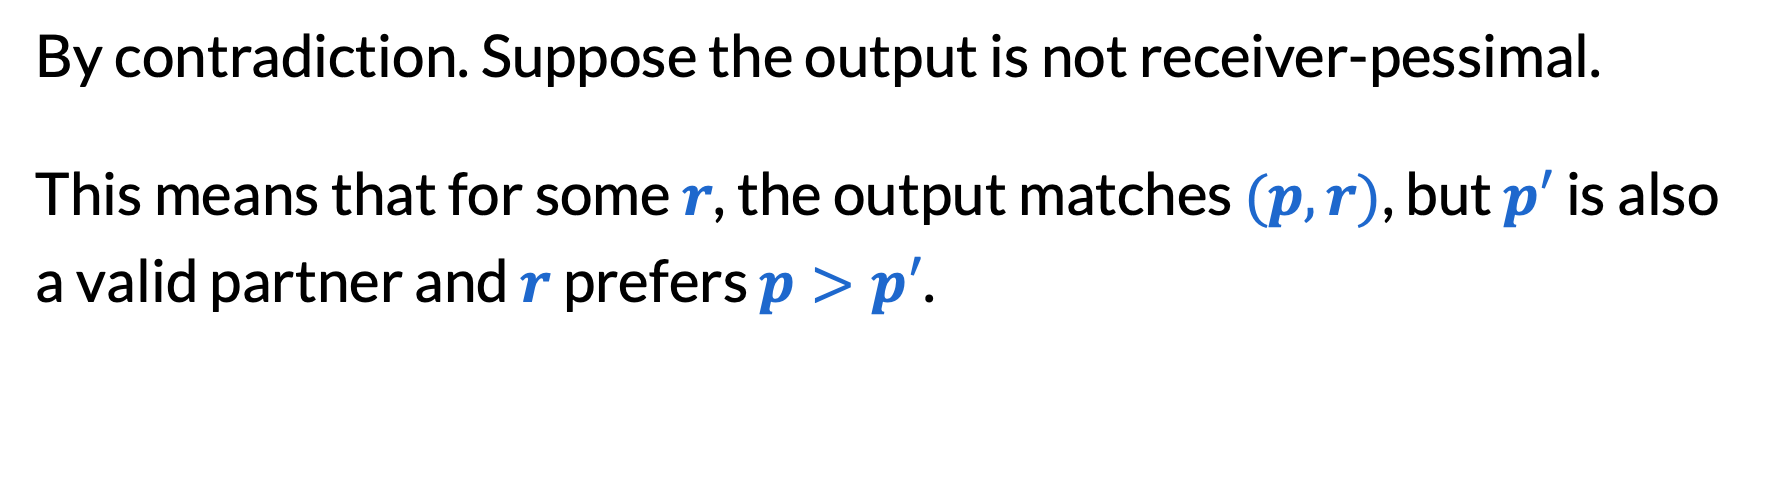 By contradiction. Suppose the output is not receiver-pessimal.
This means that for some r, the output matches (p, r), but p′ is also
a valid partner and r prefers p > p′.